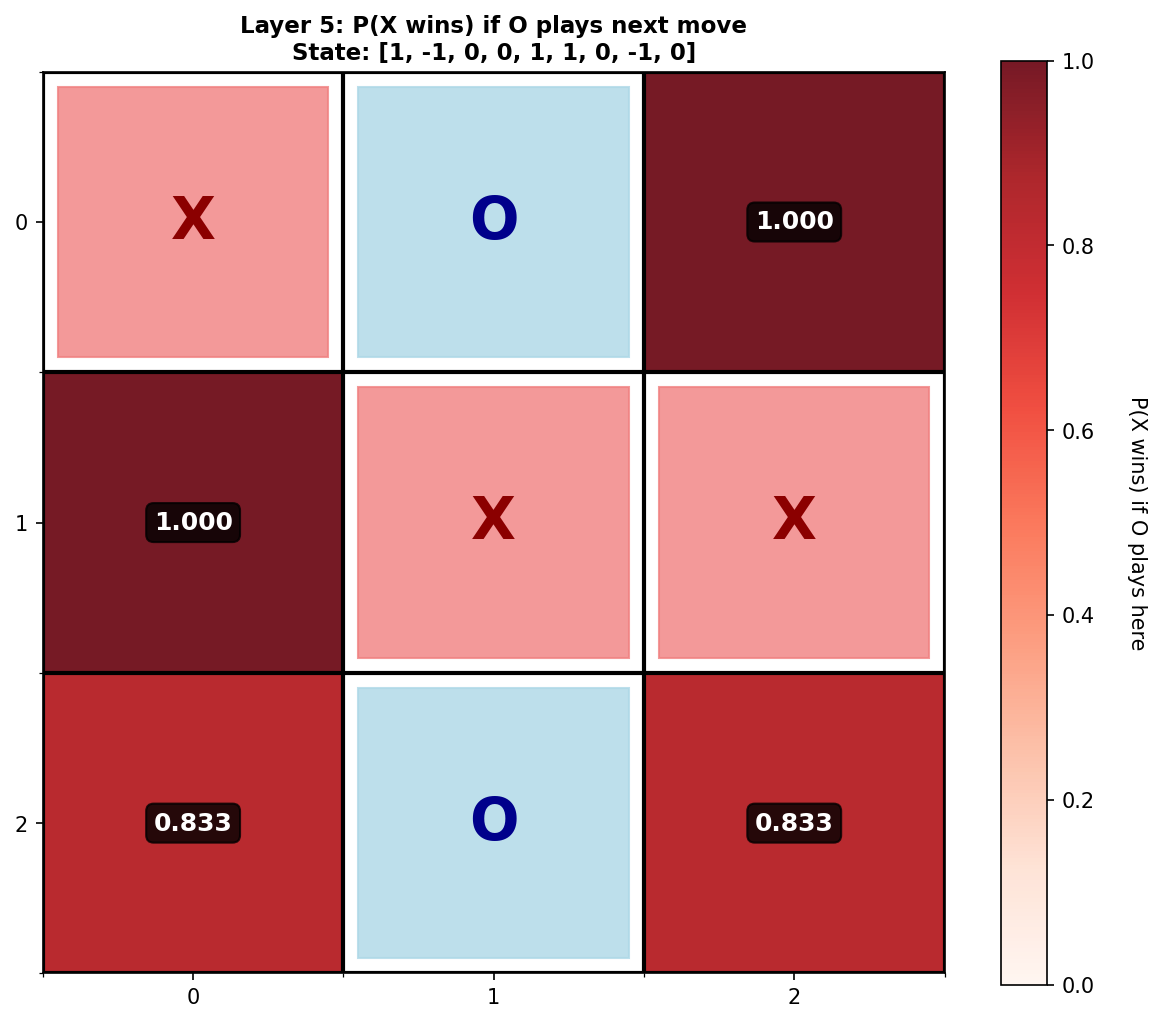 Layer 5: P(X wins) if O plays next move
State: [1, -1, 0, 0, 1, 1, 0, -1, 0]
X
O
1.000
1.000
X
X
0.833
O
0.833
0
1
2
0
1
2
1.0
0.8
0.6
0.4
0.2
0.0
P(X wins) if O plays here